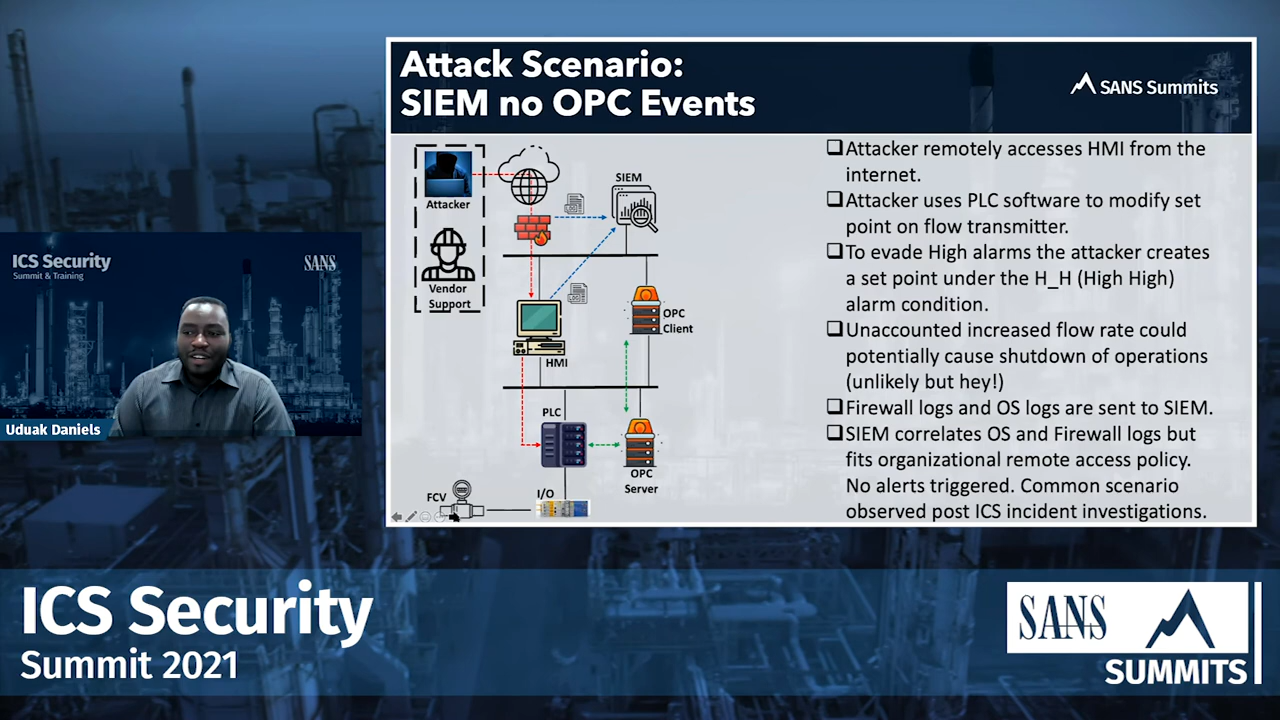 Attack Scenario:
SIEM no OPC Events
SANS Summits
Attacker
Vendor
Support
SIEM
OPC
Client
HMI
PLC
OPC
Server
I/O
FCV
Attacker remotely accesses HMI from the
internet.
Attacker uses PLC software to modify set
point on flow transmitter.
To evade High alarms the attacker creates
a set point under the H_H (High High)
alarm condition.
Unaccounted increased flow rate could
potentially cause shutdown of operations
(unlikely but hey!)
Firewall logs and OS logs are sent to SIEM.
SIEM correlates OS and Firewall logs but
fits organizational remote access policy.
No alerts triggered. Common scenario
observed post ICS incident investigations.
ICS Security
Summit & Training
SANS
Uduak Daniels
ICS Security
Summit 2021
SANS
SUMMITS